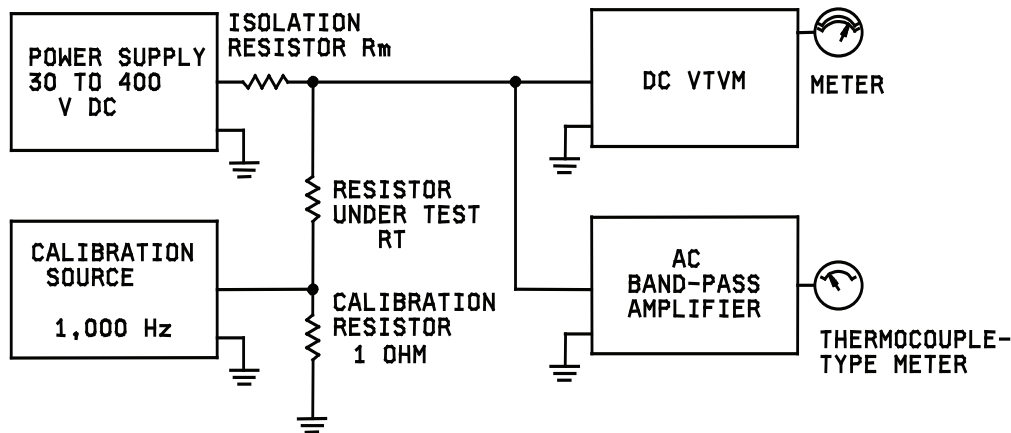 ISOLATION
RESISTOR Rm
POWER SUPPLY
30 TO 400
V DC
DC VTVM
METER
RESISTOR
UNDER TEST
RT
CALIBRATION
SOURCE
1,000 Hz
CALIBRATION
RESISTOR
1 OHM
AC
BAND-PASS
AMPLIFIER
THERMOCOUPLE-
TYPE METER